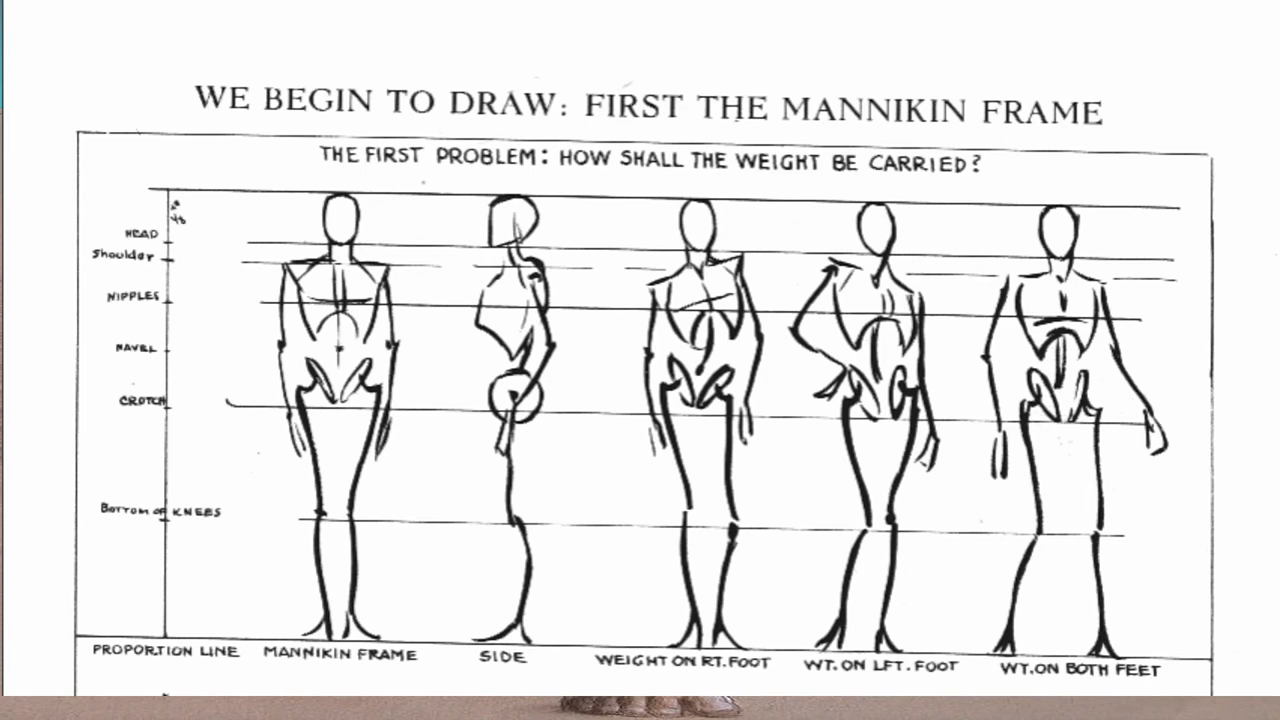 WE BEGIN TO DRAW: FIRST THE MANNIKIN FRAME
THE FIRST PROBLEM: HOW SHALL THE WEIGHT BE CARRIED?
HEAD
Shoulder
NIPPLES
NAVEL
CROTCH
BOTTOM OF KNEES
PROPORTION LINE
MANNIKIN FRAME
SIDE
WEIGHT ON RT. FOOT
WT. ON LFT. FOOT
WT. ON BOTH FEET